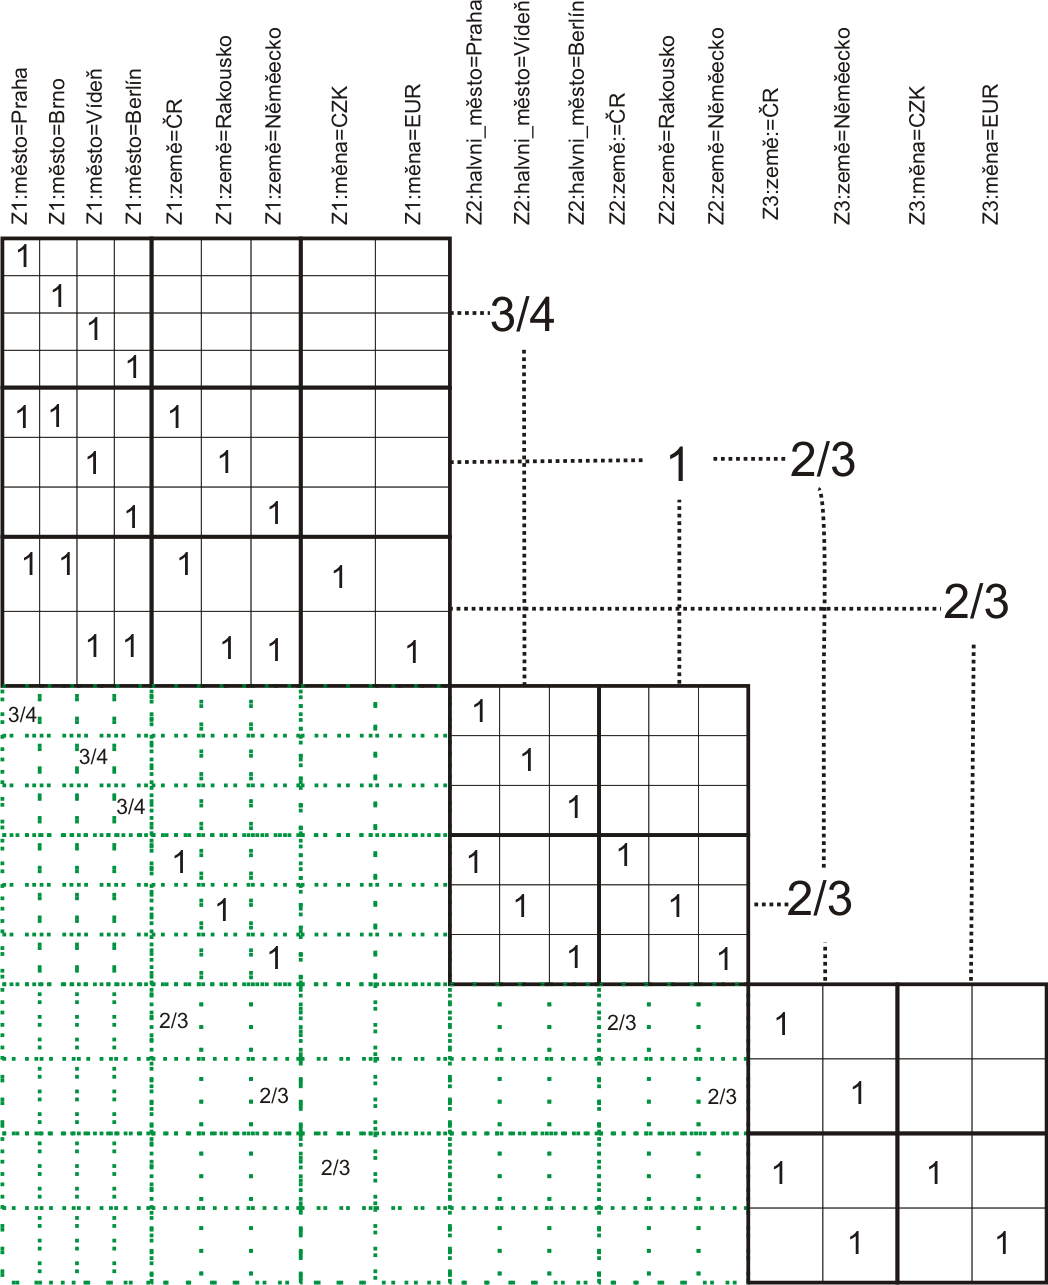 Z1:město=Praha
Z1:město=Brno
Z1:město=Vídeň
Z1:město=Berlín
Z1:země=ČR
Z1:země=Rakousko
Z1:země=Něměecko
Z1:měna=CZK
Z1:měna=EUR
Z2:halvni_město=Praha
Z2:halvni_město=Vídeň
Z2:halvni_město=Berlín
Z2:země:=ČR
Z2:země=Rakousko
Z2:země=Něměecko
Z3:země:=ČR
Z3:země=Něměecko
Z3:měna=CZK
Z3:měna=EUR
1
1
3/4
1
1
1 1 1
1 1 1 2/3
1 1
1 1 1 1
2/3
1 1 1 1 1
3/4 1
3/4 1
3/4 1
1 1 1
1 1 1 2/3
1 1 1
2/3 2/3 1
2/3 2/3 1
2/3 1 1
1 1